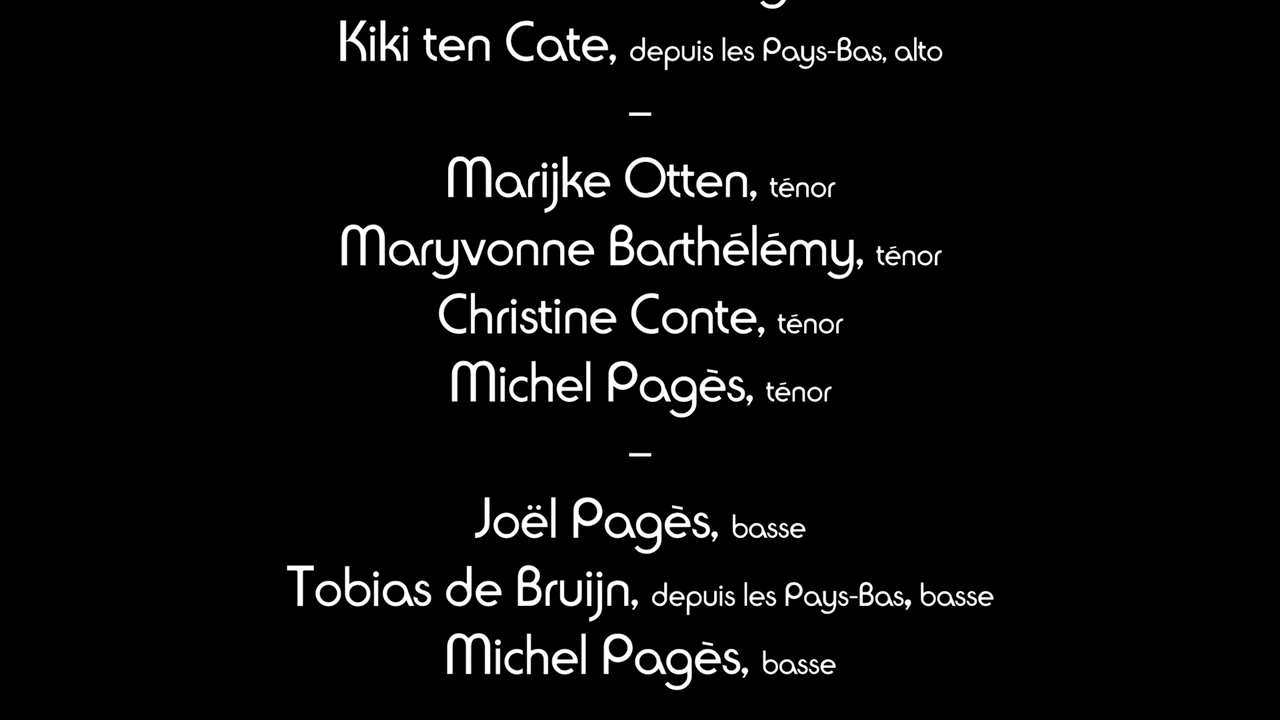 Kiki ten Cate, depuis les Pays-Bas, alto
–
Marijke Otten, ténor
Maryvonne Barthélémy, ténor
Christine Conte, ténor
Michel Pagès, ténor
–
Joël Pagès, basse
Tobias de Bruijn, depuis les Pays-Bas, basse
Michel Pagès, basse